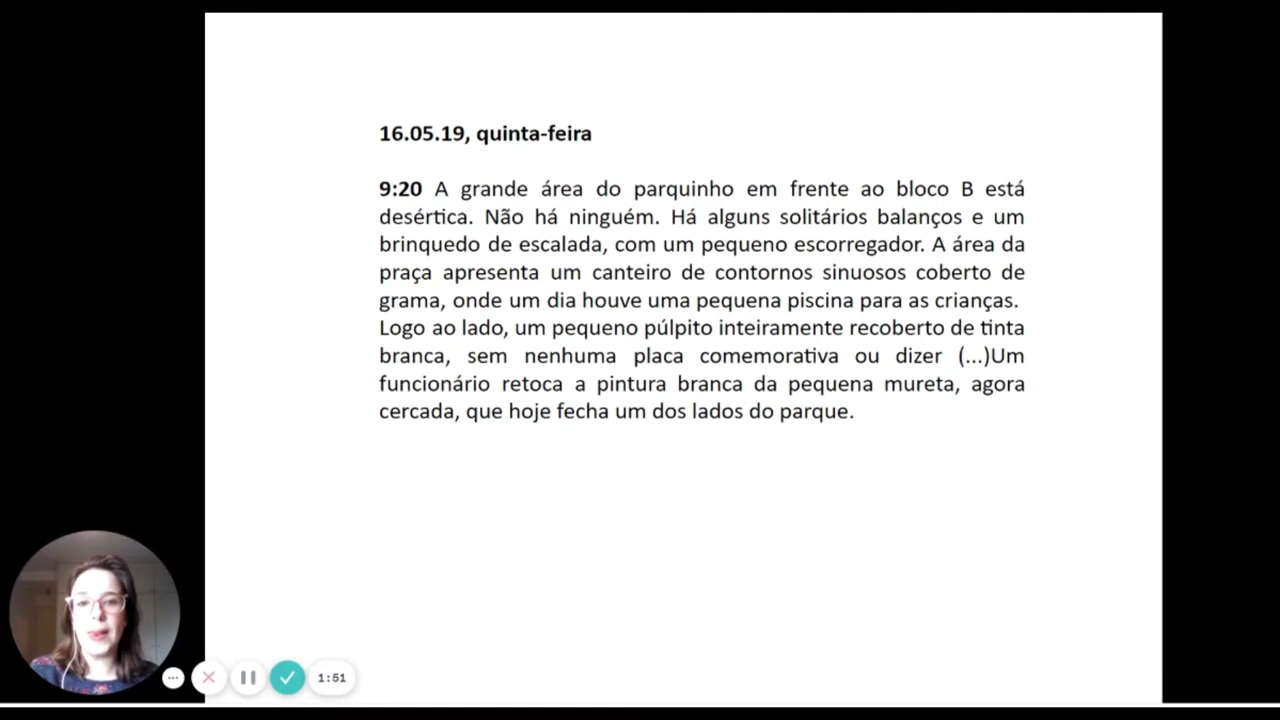 16.05.19, quinta-feira
9:20 A grande área do parquinho em frente ao bloco B está
desértica. Não há ninguém. Há alguns solitários balanços e um
brinquedo de escalada, com um pequeno escorregador. A área da
praça apresenta um canteiro de contornos sinuosos coberto de
grama, onde um dia houve uma pequena piscina para as crianças.
Logo ao lado, um pequeno púlpito inteiramente recoberto de tinta
branca, sem nenhuma placa comemorativa ou dizer (...)Um
funcionário retoca a pintura branca da pequena mureta, agora
cercada, que hoje fecha um dos lados do parque.
1:51